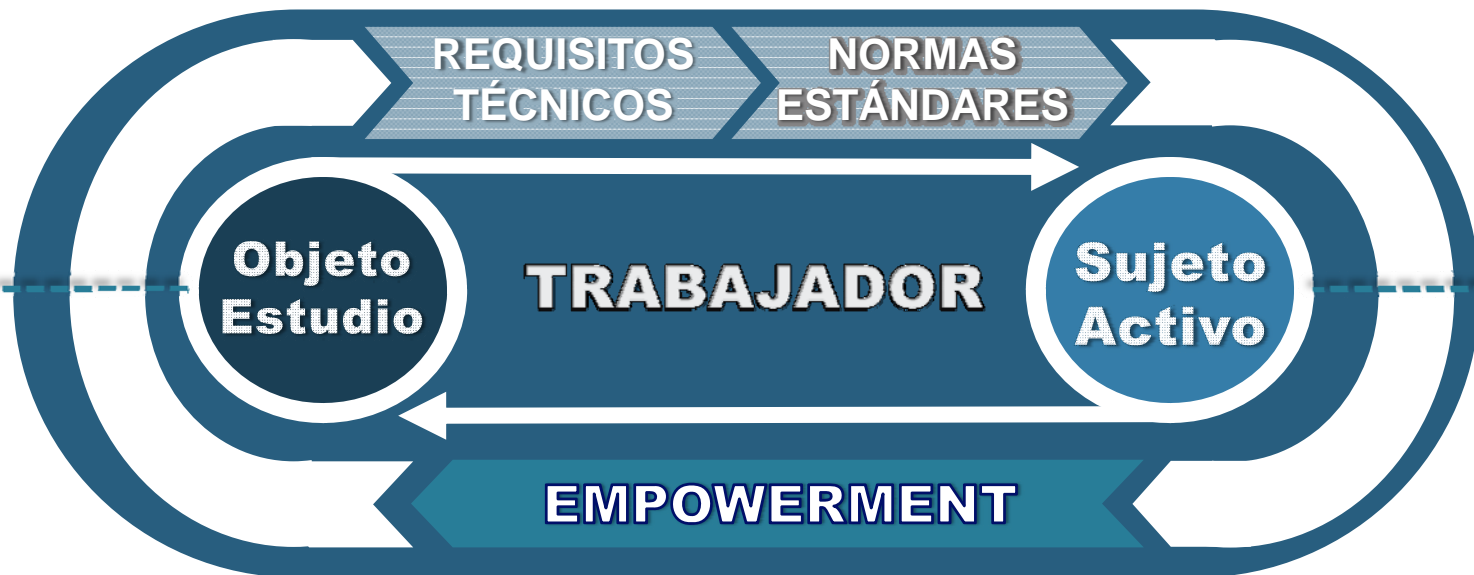 REQUISITOS
TÉCNICOS
NORMAS
ESTÁNDARES
Objeto
Estudio
TRABAJADOR
Sujeto
Activo
EMPOWERMENT